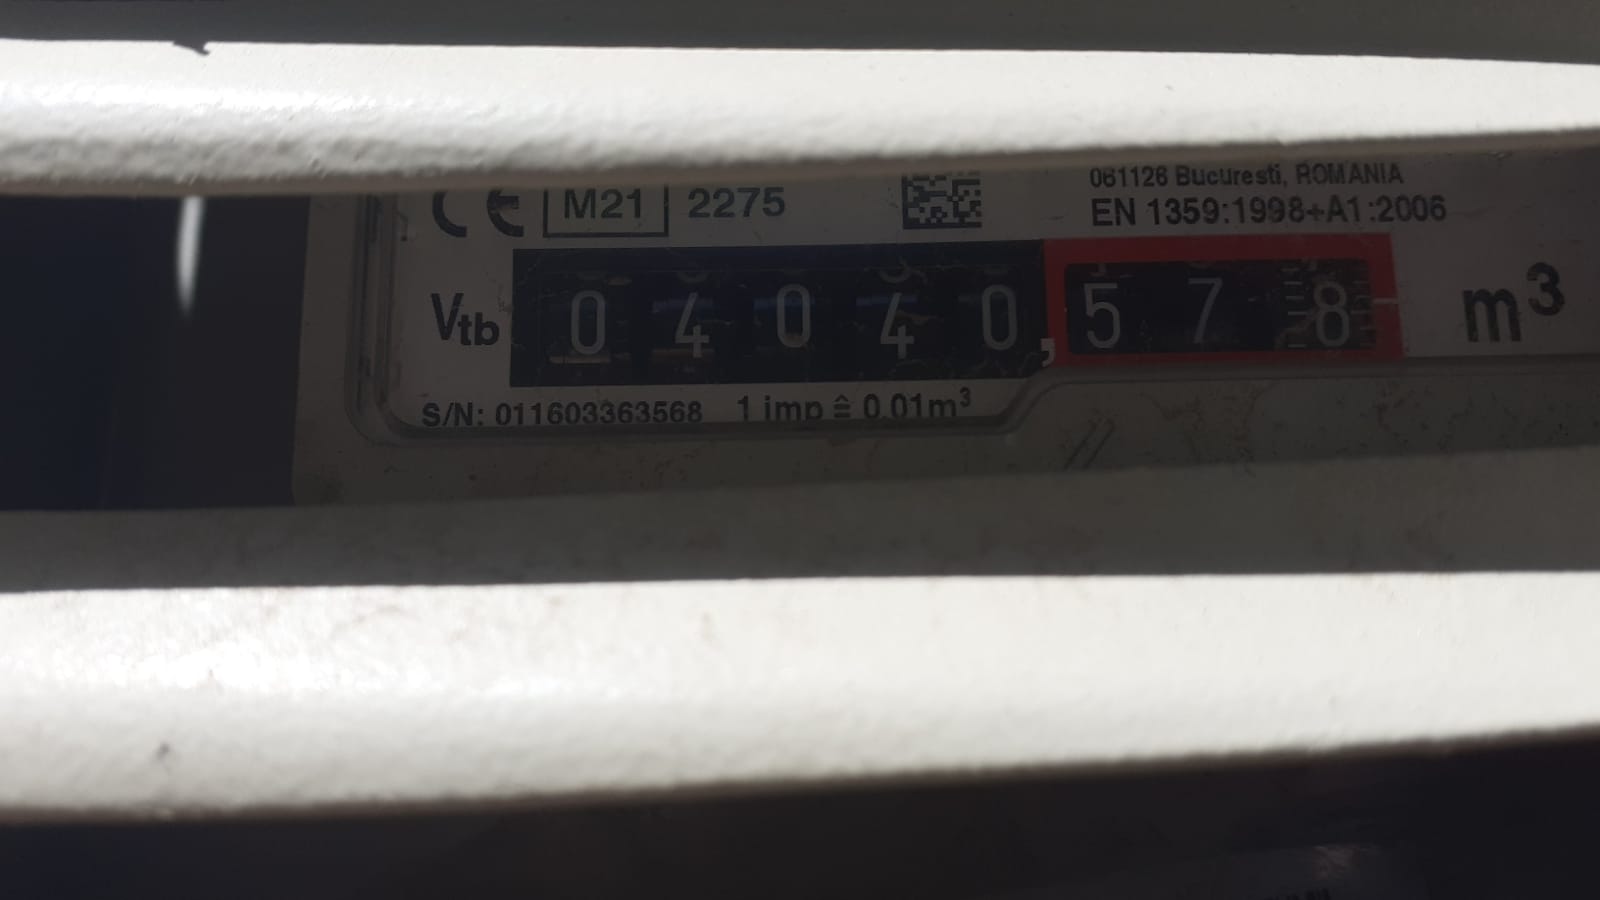 CE M21 2275
061126 Bucuresti, ROMANIA
EN 1359:1998+A1:2006
Vtb 04040,578 m³
S/N: 011603363568 1 imp ≙ 0.01m³